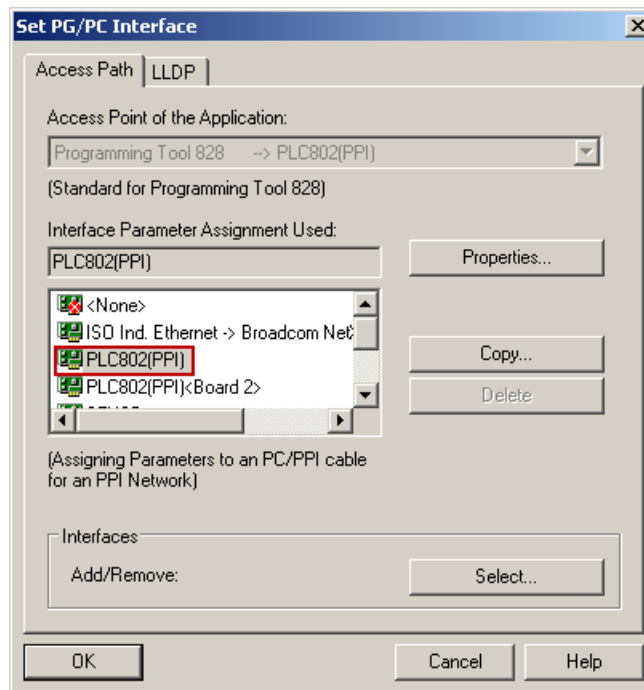 Set PG/PC Interface
Access Path
LLDP
Access Point of the Application:
Programming Tool 828 --> PLC802(PPI)
(Standard for Programming Tool 828)
Interface Parameter Assignment Used:
PLC802(PPI)
Properties...
<None>
ISO Ind. Ethernet -> Broadcom Net
PLC802(PPI)
PLC802(PPI)<Board 2>
Copy...
Delete
(Assigning Parameters to an PC/PPI cable
for an PPI Network)
Interfaces
Add/Remove:
Select...
OK
Cancel
Help